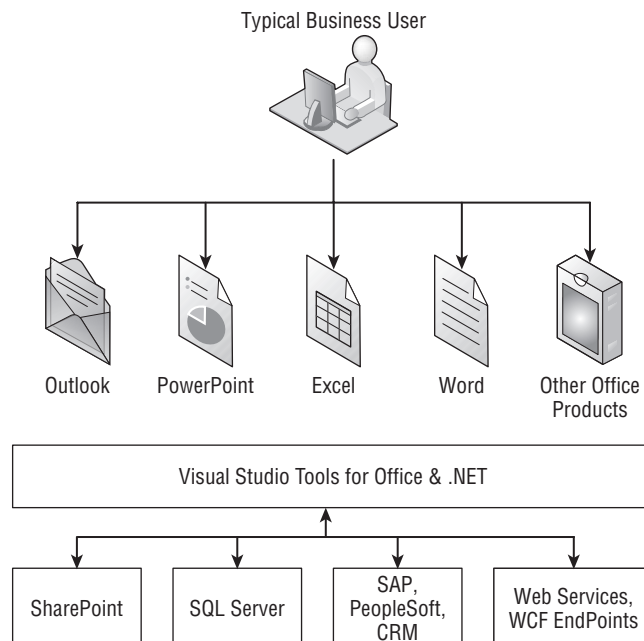 Typical Business User
Outlook
PowerPoint
Excel
Word
Other Office
Products
Visual Studio Tools for Office & .NET
SharePoint
SQL Server
SAP,
PeopleSoft,
CRM
Web Services,
WCF EndPoints